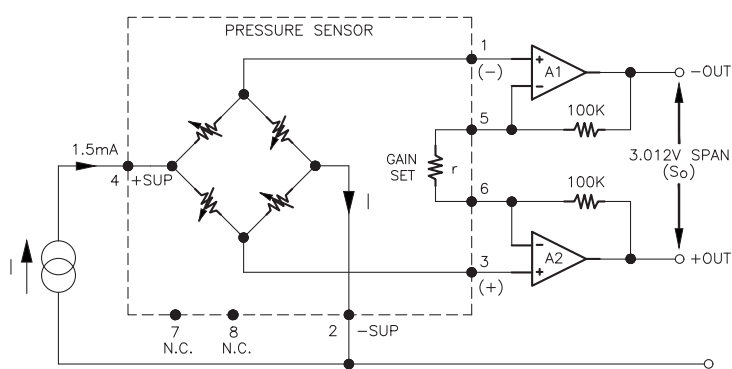 PRESSURE SENSOR
1
(-)
+
-
A1
-OUT
100K
5
1.5mA
4
+SUP
GAIN
SET
r
3.012V SPAN
(So)
6
100K
I
I
-
+
A2
3
(+)
+OUT
7
N.C.
8
N.C.
2
-SUP